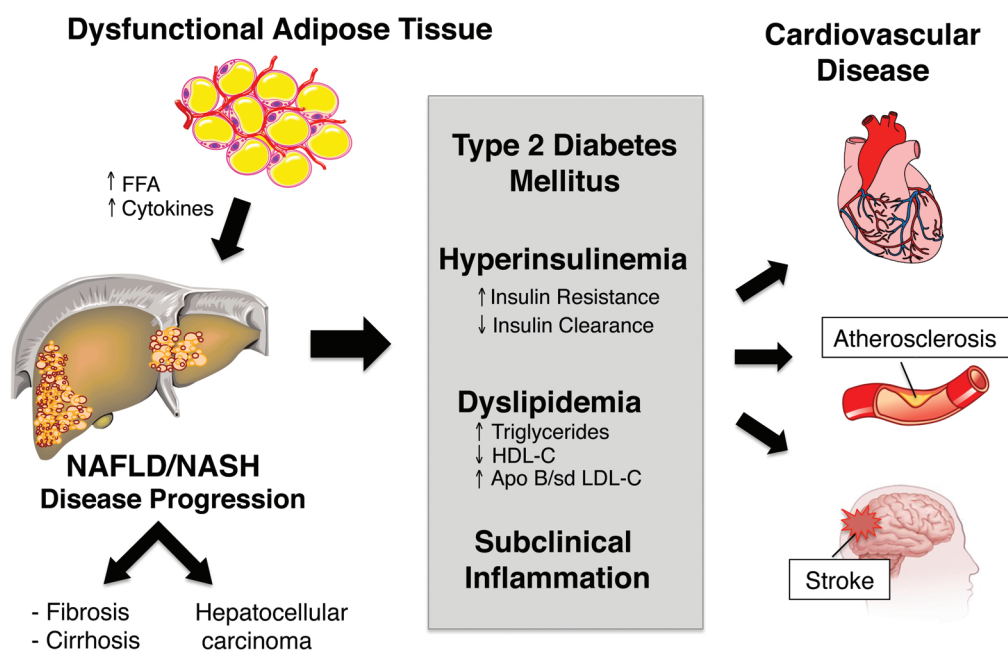 Dysfunctional Adipose Tissue
↑ FFA
↑ Cytokines
NAFLD/NASH
Disease Progression
- Fibrosis
- Cirrhosis
Hepatocellular
carcinoma
Type 2 Diabetes
Mellitus
Hyperinsulinemia
↑ Insulin Resistance
↓ Insulin Clearance
Dyslipidemia
↑ Triglycerides
↓ HDL-C
↑ Apo B/sd LDL-C
Subclinical
Inflammation
Cardiovascular
Disease
Atherosclerosis
Stroke